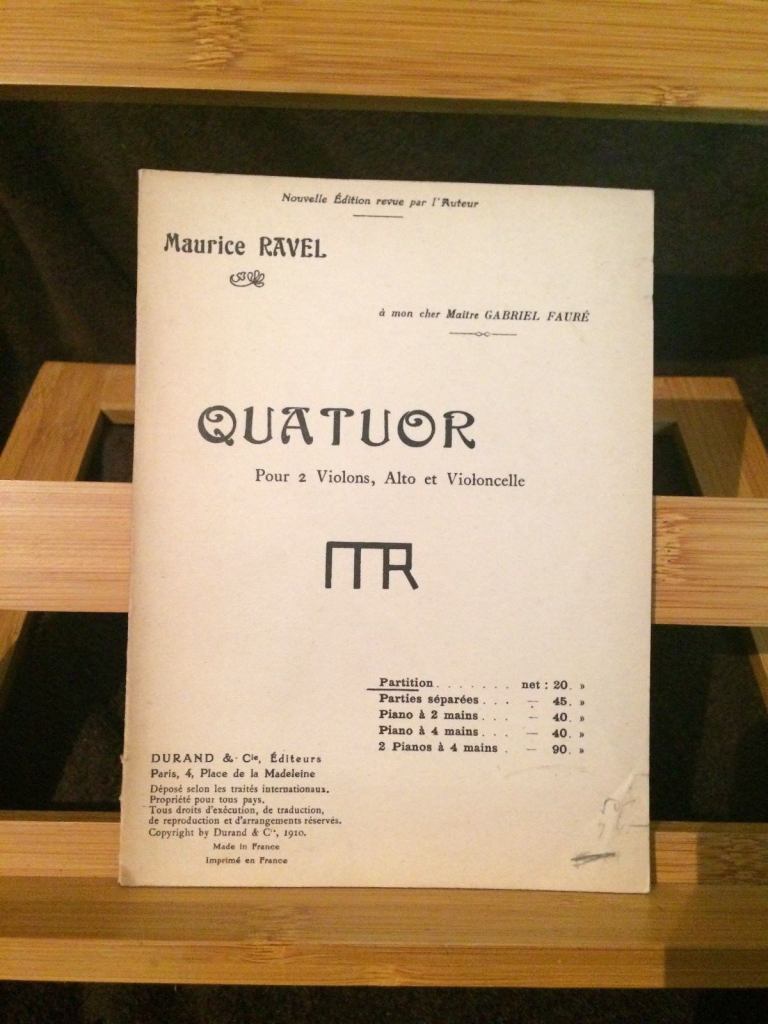 Nouvelle Édition revue par l'Auteur
Maurice RAVEL
à mon cher Maître GABRIEL FAURÉ
QUATUOR
Pour 2 Violons, Alto et Violoncelle
MR
Partition . . . . . . . net : 20. »
Parties séparées . . . — 45. »
Piano à 2 mains . . . — 40. »
Piano à 4 mains . . . — 40. »
2 Pianos à 4 mains . — 90. »
DURAND & Cie, Éditeurs
Paris, 4, Place de la Madeleine
Déposé selon les traités internationaux.
Propriété pour tous pays.
Tous droits d'exécution, de traduction,
de reproduction et d'arrangements réservés.
Copyright by Durand & Cie, 1910.
Made in France
Imprimé en France